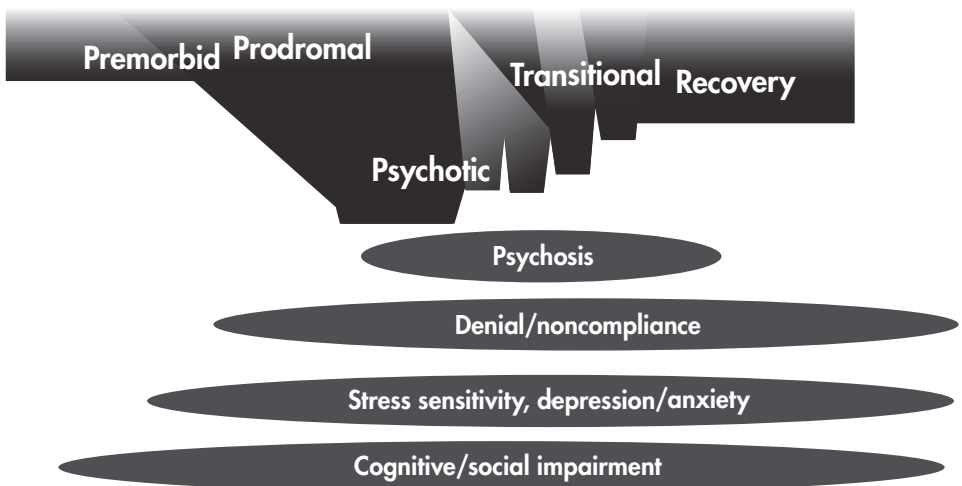 Premorbid
Prodromal
Transitional
Recovery
Psychotic
Psychosis
Denial/noncompliance
Stress sensitivity, depression/anxiety
Cognitive/social impairment